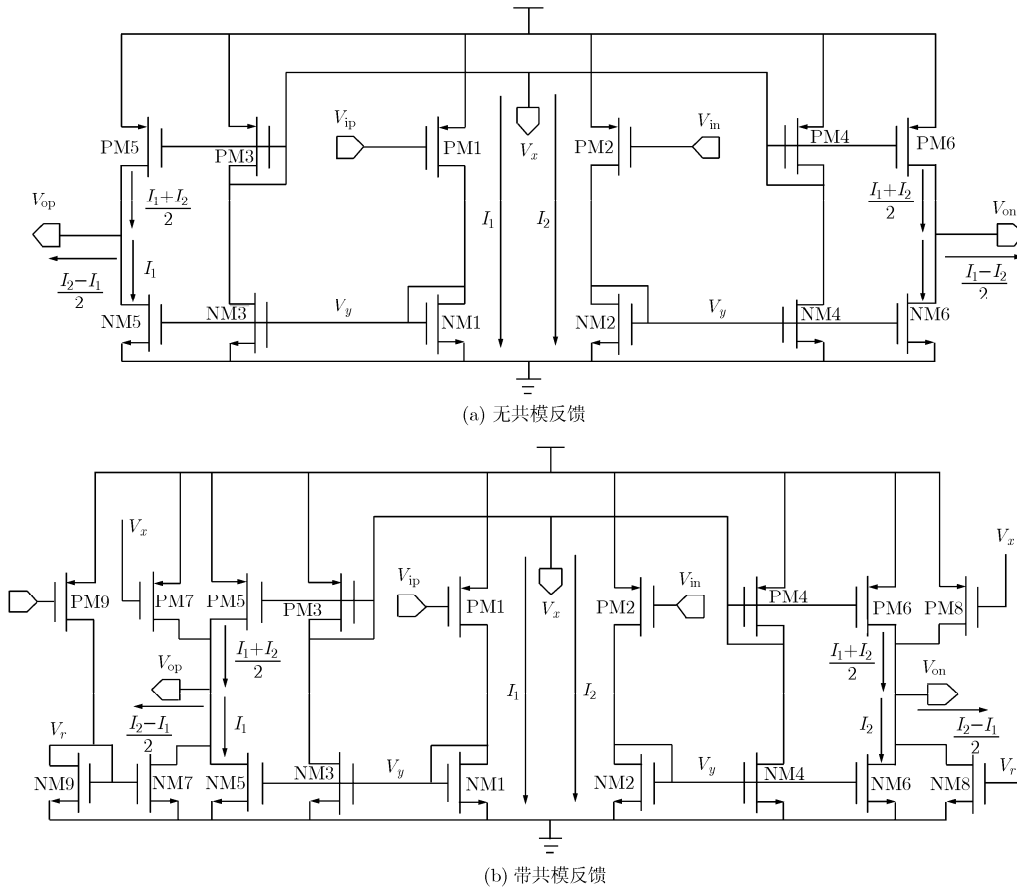 V_ip
V_in
PM5
PM3
PM1
V_x
PM2
PM4
PM6
V_op
(I_1+I_2)/2
I_1
I_2
(I_1+I_2)/2
V_on
I_1
(I_2−I_1)/2
(I_1−I_2)/2
NM5
NM3
V_y
NM1
NM2
V_y
NM4
NM6
(a) 无共模反馈
V_x
V_x
V_ip
V_in
PM9
PM7
PM5
PM3
PM1
V_x
PM2
PM4
PM6
PM8
V_op
(I_1+I_2)/2
(I_1+I_2)/2
V_on
I_1
I_2
V_r
(I_2−I_1)/2
I_1
I_2
(I_2−I_1)/2
NM9
NM7
NM5
NM3
V_y
NM1
NM2
V_y
NM4
NM6
NM8
V_r
(b) 带共模反馈